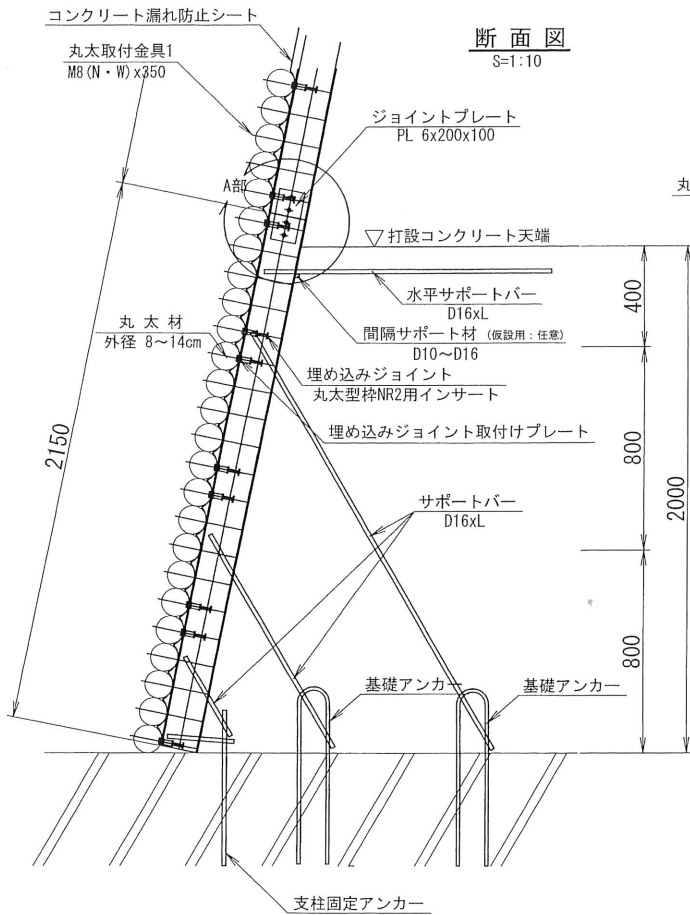 コンクリート漏れ防止シート
断面図
S=1:10
丸太取付金具1
M8(N・W)x350
ジョイントプレート
PL 6x200x100
A部
丸
打設コンクリート天端
水平サポートバー
D16xL
400
丸太材
外径 8～14cm
間隔サポート材 (仮設用：任意)
D10～D16
埋め込みジョイント
丸太型枠NR2用インサート
埋め込みジョイント取付けプレート
2150
800
2000
サポートバー
D16xL
800
基礎アンカー
基礎アンカー
支柱固定アンカー